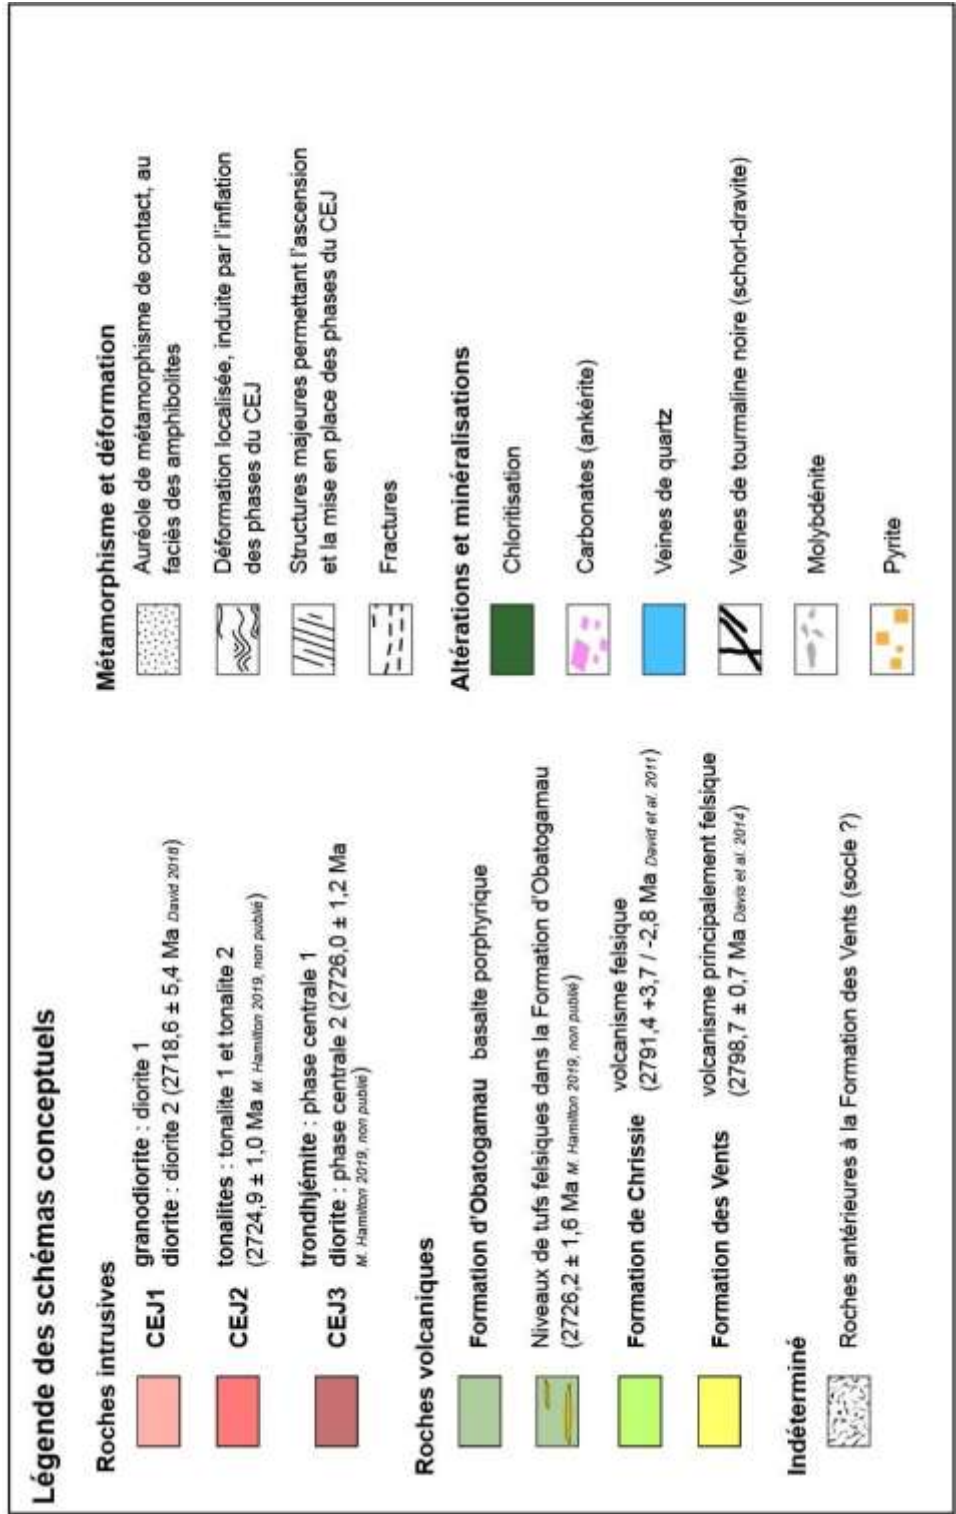 Légende des schémas conceptuels
Roches intrusives
CEJ1
granodiorite : diorite 1
diorite : diorite 2 (2718,6 ± 5,4 Ma David 2018)
CEJ2
tonalites : tonalite 1 et tonalite 2
(2724,9 ± 1,0 Ma M. Hamilton 2019, non publié)
CEJ3
trondhjémite : phase centrale 1
diorite : phase centrale 2 (2726,0 ± 1,2 Ma
M. Hamilton 2019, non publié)
Roches volcaniques
Formation d'Obatogamau basalte porphyrique
Niveaux de tufs felsiques dans la Formation d'Obatogamau
(2726,2 ± 1,6 Ma M. Hamilton 2019, non publié)
Formation de Chrissie
volcanisme felsique
(2791,4 +3,7 / -2,8 Ma David et al. 2011)
Formation des Vents
volcanisme principalement felsique
(2798,7 ± 0,7 Ma Davis et al. 2014)
Indéterminé
Roches antérieures à la Formation des Vents (socle ?)
Métamorphisme et déformation
Auréole de métamorphisme de contact, au
faciès des amphibolites
Déformation localisée, induite par l'inflation
des phases du CEJ
Structures majeures permettant l'ascension
et la mise en place des phases du CEJ
Fractures
Altérations et minéralisations
Chloritisation
Carbonates (ankérite)
Veines de quartz
Veines de tourmaline noire (schorl-dravite)
Molybdénite
Pyrite